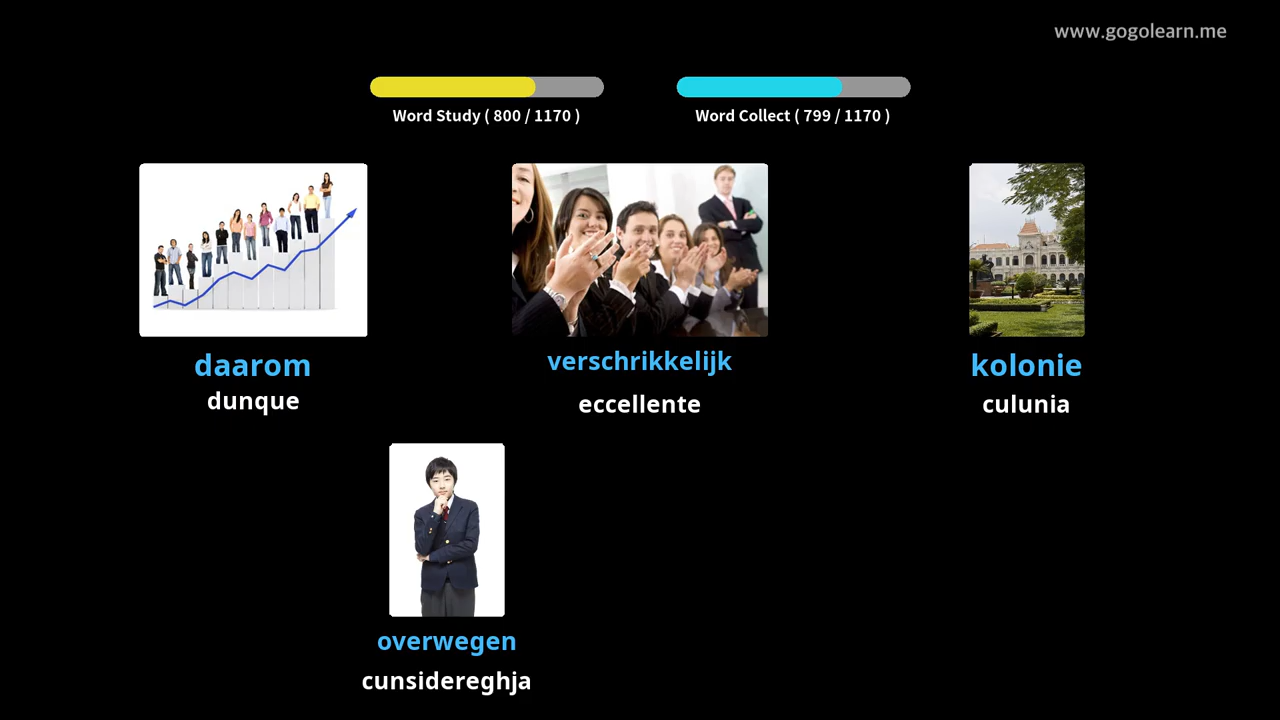 www.gogolearn.me
Word Study ( 800 / 1170 )
Word Collect ( 799 / 1170 )
daarom
dunque
verschrikkelijk
eccellente
kolonie
culunia
overwegen
cunsidereghja